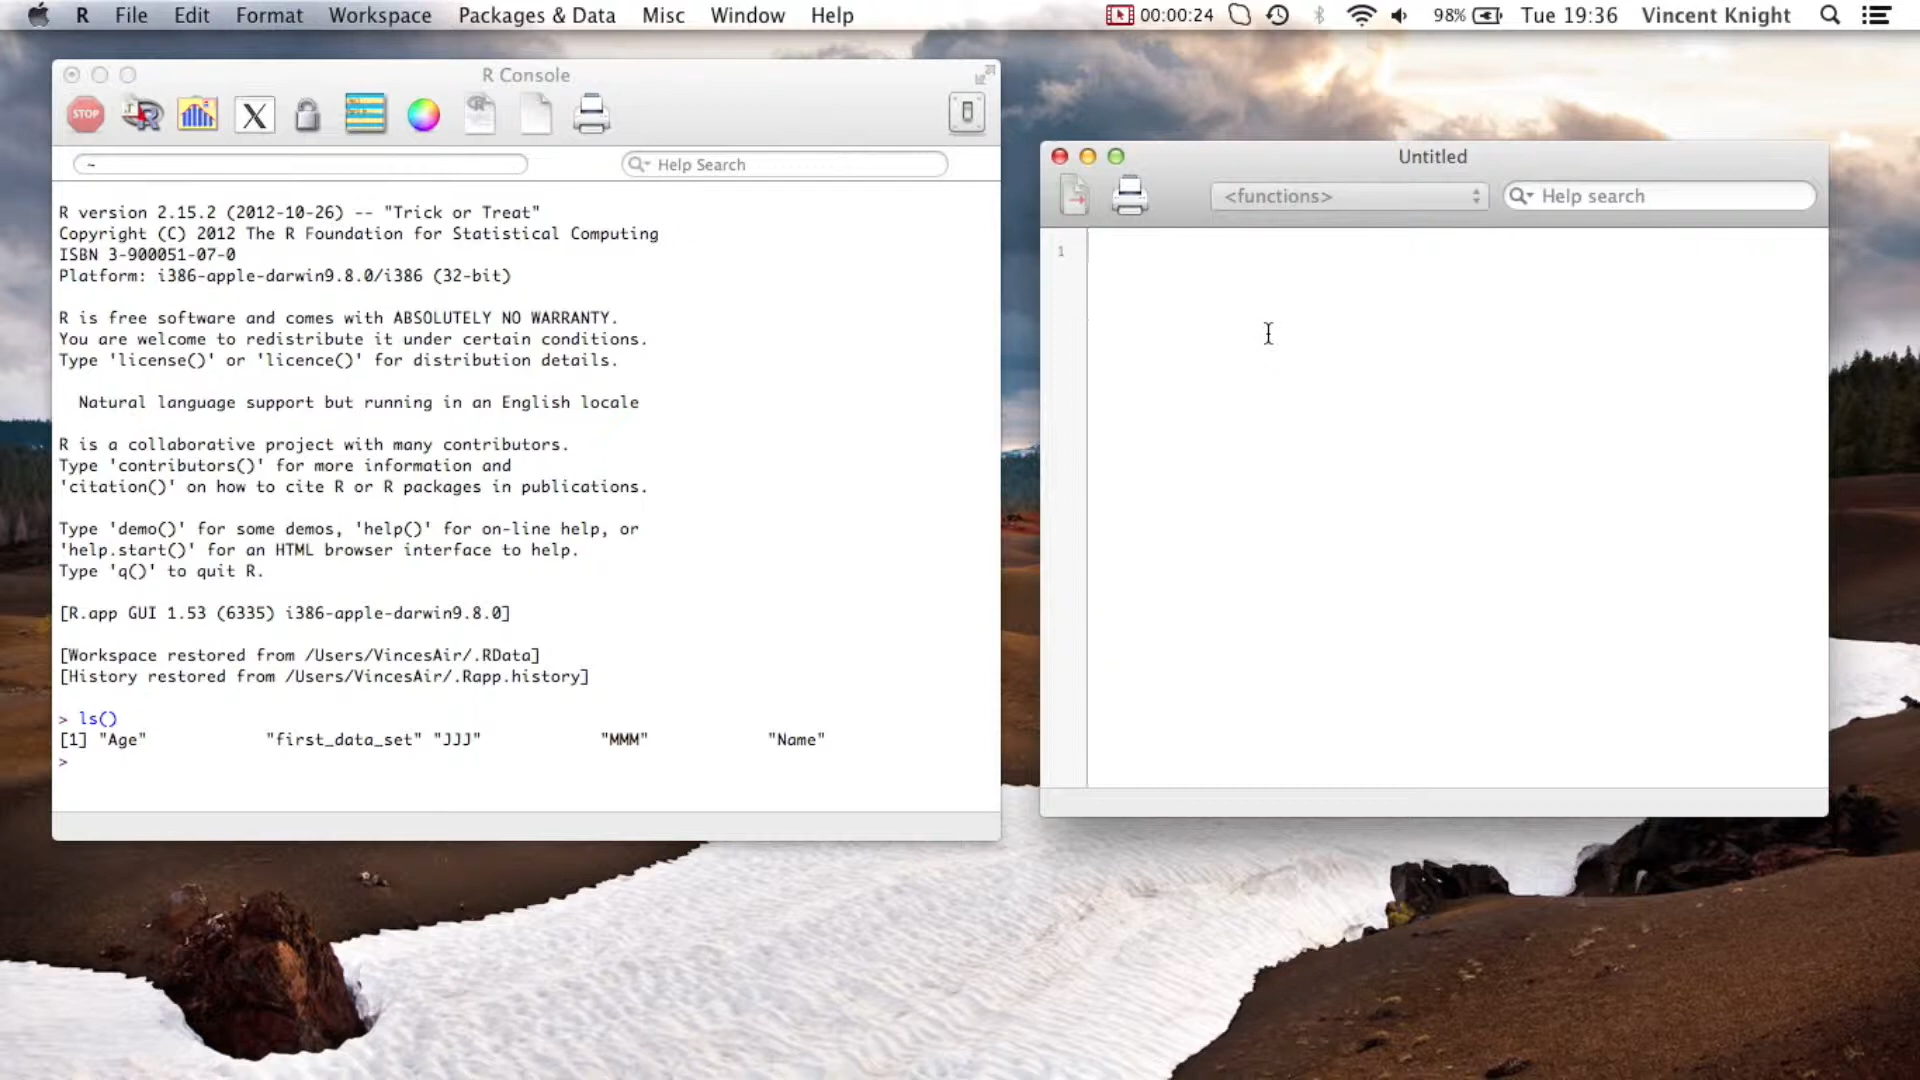 R File Edit Format Workspace Packages & Data Misc Window Help 00:00:24 98% Tue 19:36 Vincent Knight
R Console
STOP
~
Help Search
R version 2.15.2 (2012-10-26) -- "Trick or Treat"
Copyright (C) 2012 The R Foundation for Statistical Computing
ISBN 3-900051-07-0
Platform: i386-apple-darwin9.8.0/i386 (32-bit)
R is free software and comes with ABSOLUTELY NO WARRANTY.
You are welcome to redistribute it under certain conditions.
Type 'license()' or 'licence()' for distribution details.
Natural language support but running in an English locale
R is a collaborative project with many contributors.
Type 'contributors()' for more information and
'citation()' on how to cite R or R packages in publications.
Type 'demo()' for some demos, 'help()' for on-line help, or
'help.start()' for an HTML browser interface to help.
Type 'q()' to quit R.
[R.app GUI 1.53 (6335) i386-apple-darwin9.8.0]
[Workspace restored from /Users/VincesAir/.RData]
[History restored from /Users/VincesAir/.Rapp.history]
> ls()
[1] "Age" "first_data_set" "JJJ" "MMM" "Name"
>
Untitled
<functions>
Help search
1